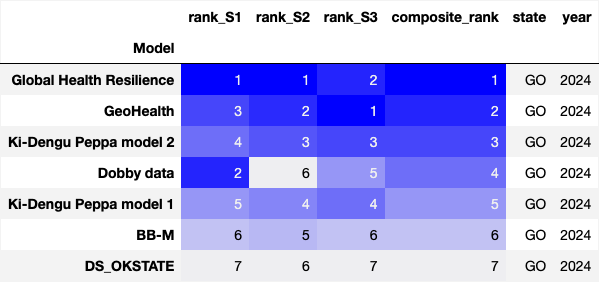 rank_S1 rank_S2 rank_S3 composite_rank state year
Model
Global Health Resilience 1 1 2 1 GO 2024
GeoHealth 3 2 1 2 GO 2024
Ki-Dengu Peppa model 2 4 3 3 3 GO 2024
Dobby data 2 6 5 4 GO 2024
Ki-Dengu Peppa model 1 5 4 4 5 GO 2024
BB-M 6 5 6 6 GO 2024
DS_OKSTATE 7 6 7 7 GO 2024